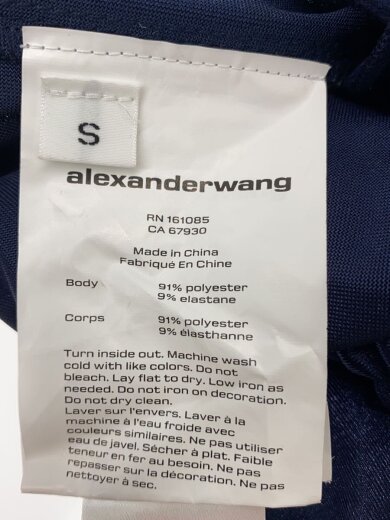 S
alexanderwang
RN 161085
CA 67930
Made in China
Fabriqué En Chine
Body 91% polyester
9% elastane
Corps 91% polyester
9% élasthanne
Turn inside out. Machine wash
cold with like colors. Do not
bleach. Lay flat to dry. Low iron as
needed. Do not iron on decoration.
Do not dry clean.
Laver sur l'envers. Laver à la
machine à l'eau froide avec
couleurs similaires. Ne pas utiliser
eau de javel. Sécher à plat. Faible
teneur en fer au besoin. Ne pas
repasser sur la décoration. Ne pas
nettoyer à sec.